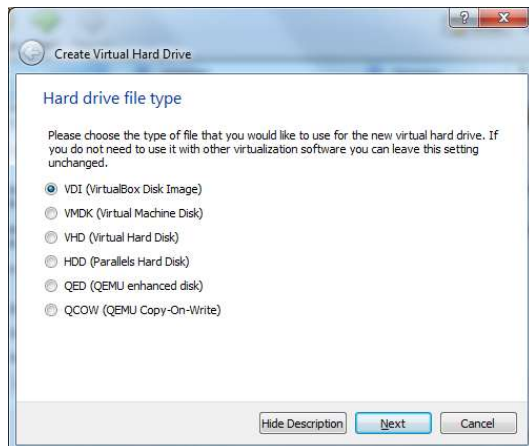 ?
X
Create Virtual Hard Drive
Hard drive file type
Please choose the type of file that you would like to use for the new virtual hard drive. If
you do not need to use it with other virtualization software you can leave this setting
unchanged.
VDI (VirtualBox Disk Image)
VMDK (Virtual Machine Disk)
VHD (Virtual Hard Disk)
HDD (Parallels Hard Disk)
QED (QEMU enhanced disk)
QCOW (QEMU Copy-On-Write)
Hide Description
Next
Cancel